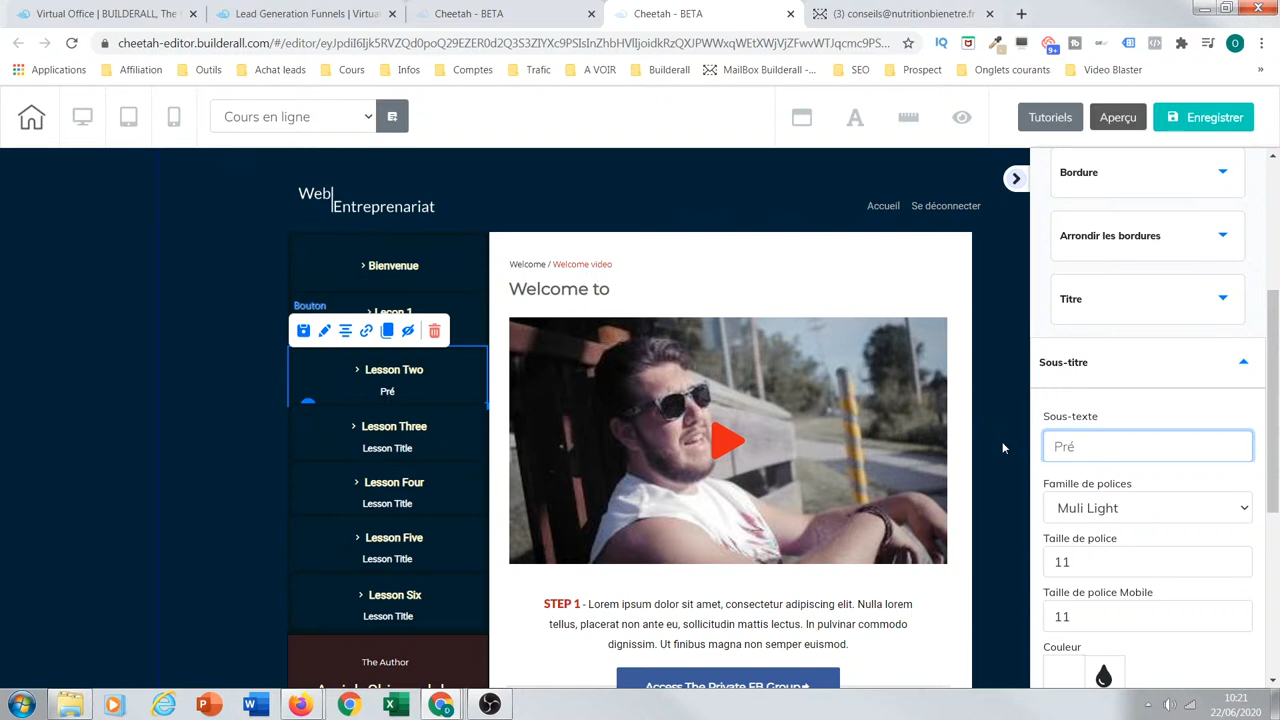 Virtual Office | BUILDERALL, The
Lead Generation Funnels | Virtua
Cheetah - BETA
Cheetah - BETA
(3) conseils@nutritionbienetre.fr
cheetah-editor.builderall.com/#/editor/
Applications
Affiliation
Outils
Achat leads
Cours
Infos
Comptes
Trafic
A VOIR
Builderall
MailBox Builderall -...
SEO
Prospect
Onglets courants
Video Blaster
»
Cours en ligne
Tutoriels
Aperçu
Enregistrer
Web
Entreprenariat
Accueil
Se déconnecter
> Bienvenue
Bouton
Leçon 1
> Lesson Two
Pré
> Lesson Three
Lesson Title
> Lesson Four
Lesson Title
> Lesson Five
Lesson Title
> Lesson Six
Lesson Title
The Author
Welcome / Welcome video
Welcome to
STEP 1 - Lorem ipsum dolor sit amet, consectetur adipiscing elit. Nulla lorem
tellus, placerat non ante eu, sollicitudin mattis lectus. In pulvinar commodo
dignissim. Ut finibus magna non semper euismod.
Access The Private FB Group
Bordure
Arrondir les bordures
Titre
Sous-titre
Sous-texte
Pré
Famille de polices
Muli Light
Taille de police
11
Taille de police Mobile
11
Couleur
10:21
22/06/2020